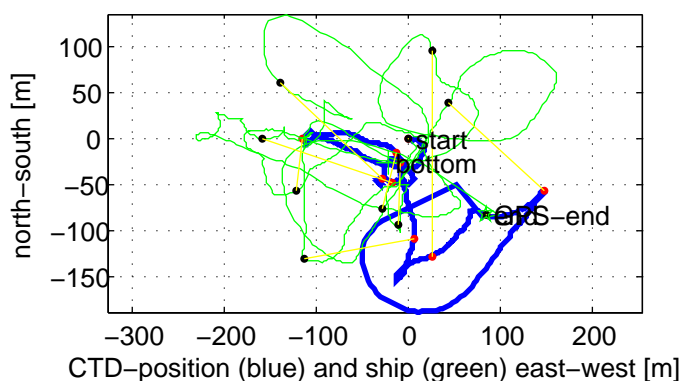 100
50
0
−50
−100
−150
north−south [m]
start
bottom
GPS−end
−300
−200
−100
0
100
200
CTD−position (blue) and ship (green) east−west [m]